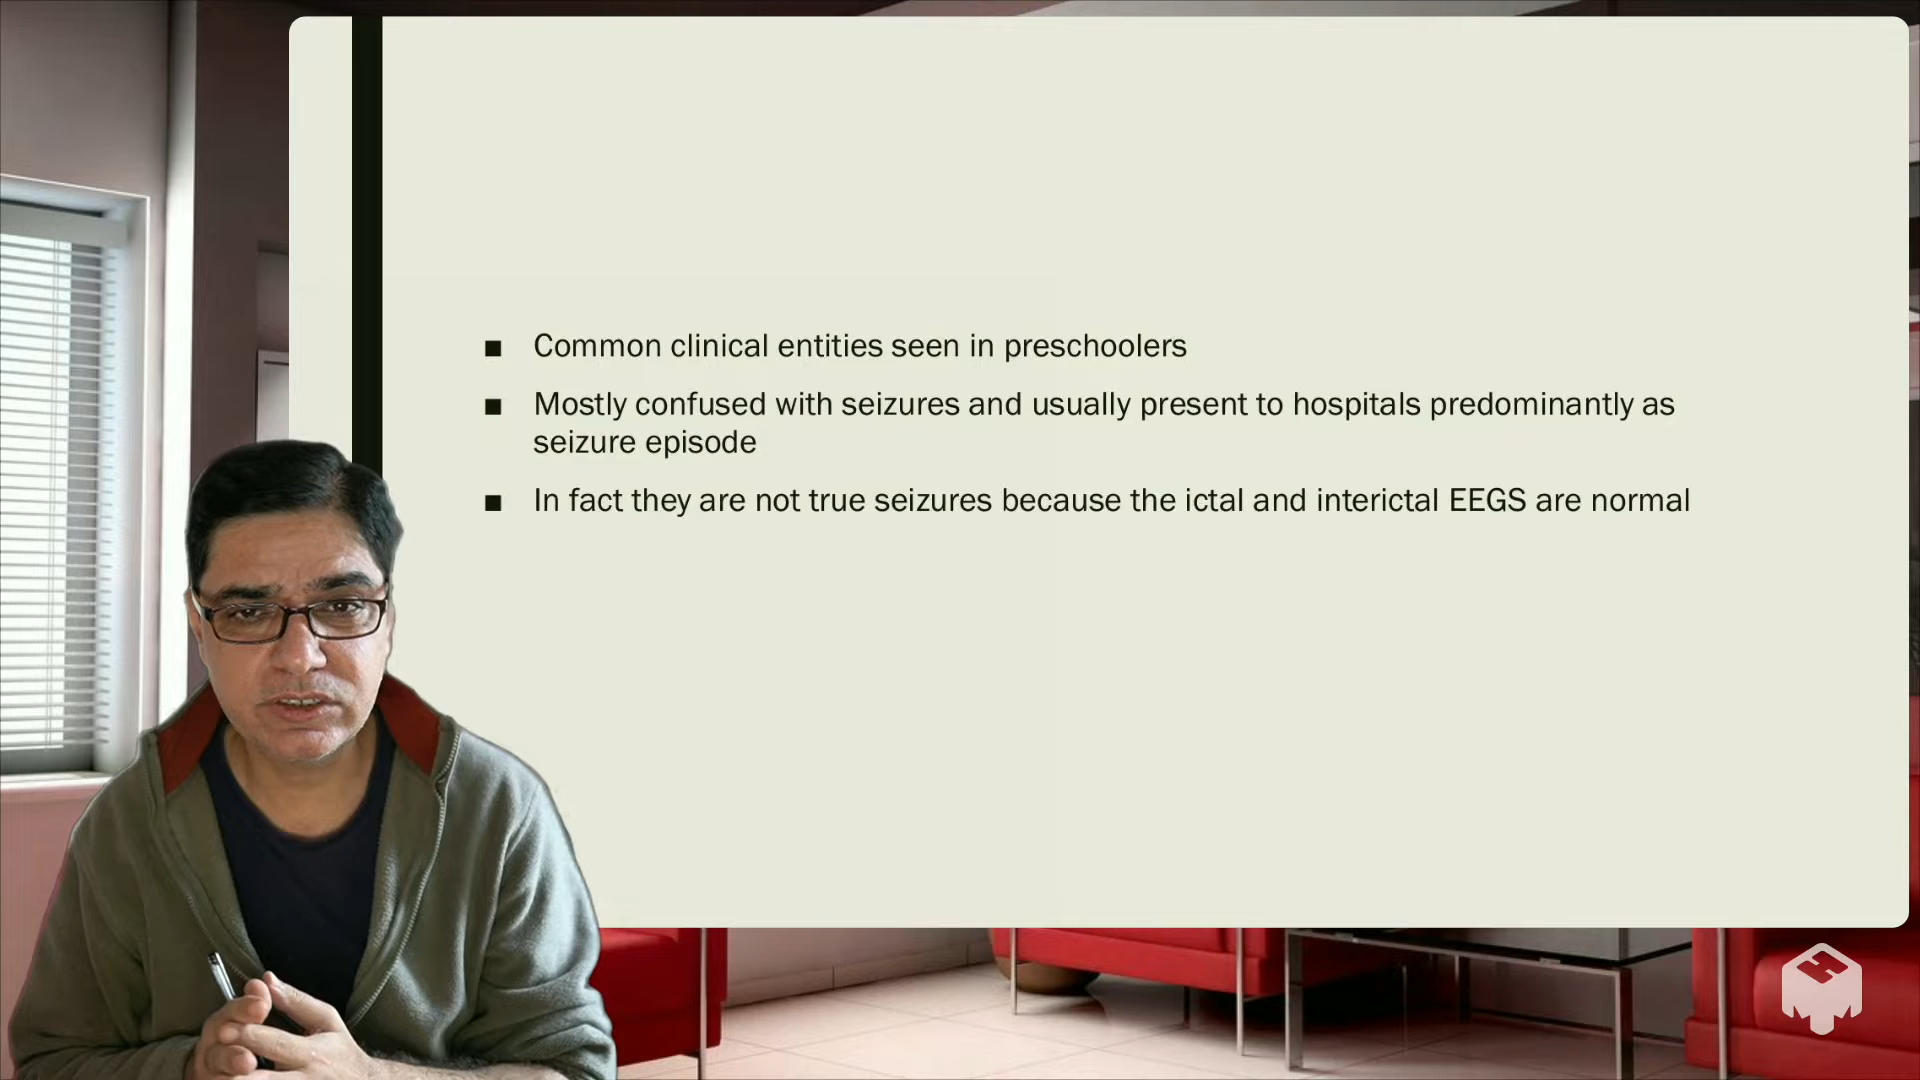 Common clinical entities seen in preschoolers
Mostly confused with seizures and usually present to hospitals predominantly as
seizure episode
In fact they are not true seizures because the ictal and interictal EEGS are normal